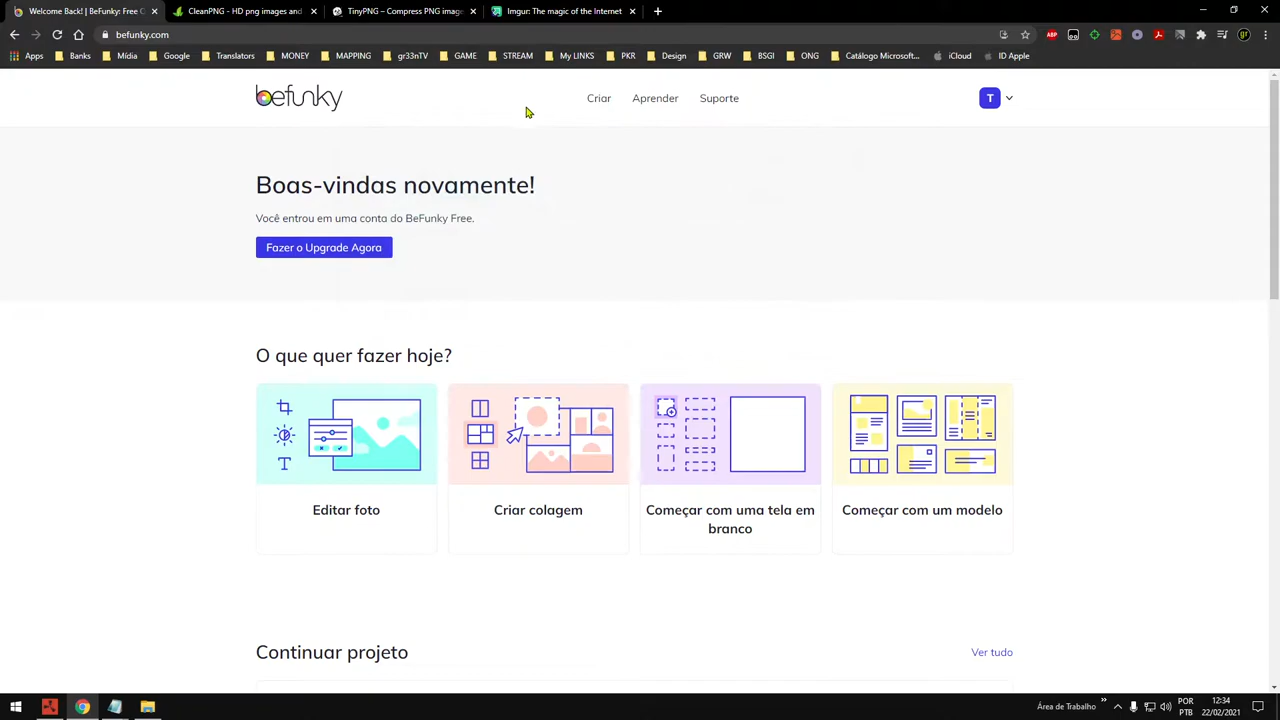 Welcome Back! | BeFunky: Free O
CleanPNG - HD png images and
TinyPNG – Compress PNG image
Imgur: The magic of the Internet
befunky.com
ABP
gr
Apps
Banks
Mídia
Google
Translators
MONEY
MAPPING
gr33nTV
GAME
STREAM
My LINKS
PKR
Design
GRW
BSGI
ONG
Catálogo Microsoft...
iCloud
ID Apple
befunky
Criar
Aprender
Suporte
T
Boas-vindas novamente!
Você entrou em uma conta do BeFunky Free.
Fazer o Upgrade Agora
O que quer fazer hoje?
Editar foto
Criar colagem
Começar com uma tela em
branco
Começar com um modelo
Continuar projeto
Ver tudo
Área de Trabalho
POR
PTB
12:34
22/02/2021